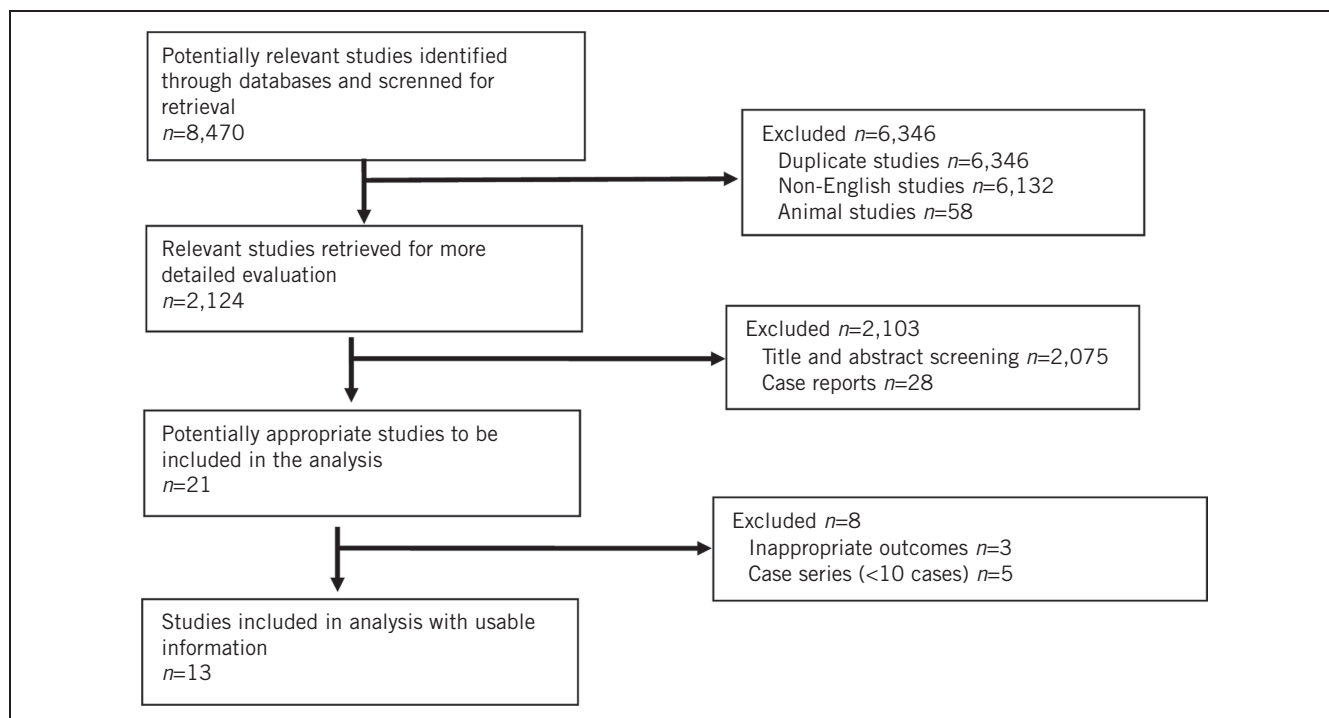 Potentially relevant studies identified
through databases and screnned for
retrieval
n=8,470
Excluded n=6,346
Duplicate studies n=6,346
Non-English studies n=6,132
Animal studies n=58
Relevant studies retrieved for more
detailed evaluation
n=2,124
Excluded n=2,103
Title and abstract screening n=2,075
Case reports n=28
Potentially appropriate studies to be
included in the analysis
n=21
Excluded n=8
Inappropriate outcomes n=3
Case series (<10 cases) n=5
Studies included in analysis with usable
information
n=13